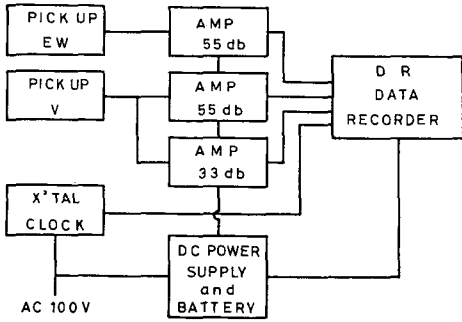 PICK UP
EW
AMP
55 db
PICK UP
V
AMP
55 db
D R
DATA
RECORDER
AMP
33 db
X'TAL
CLOCK
DC POWER
SUPPLY
and
BATTERY
AC 100V